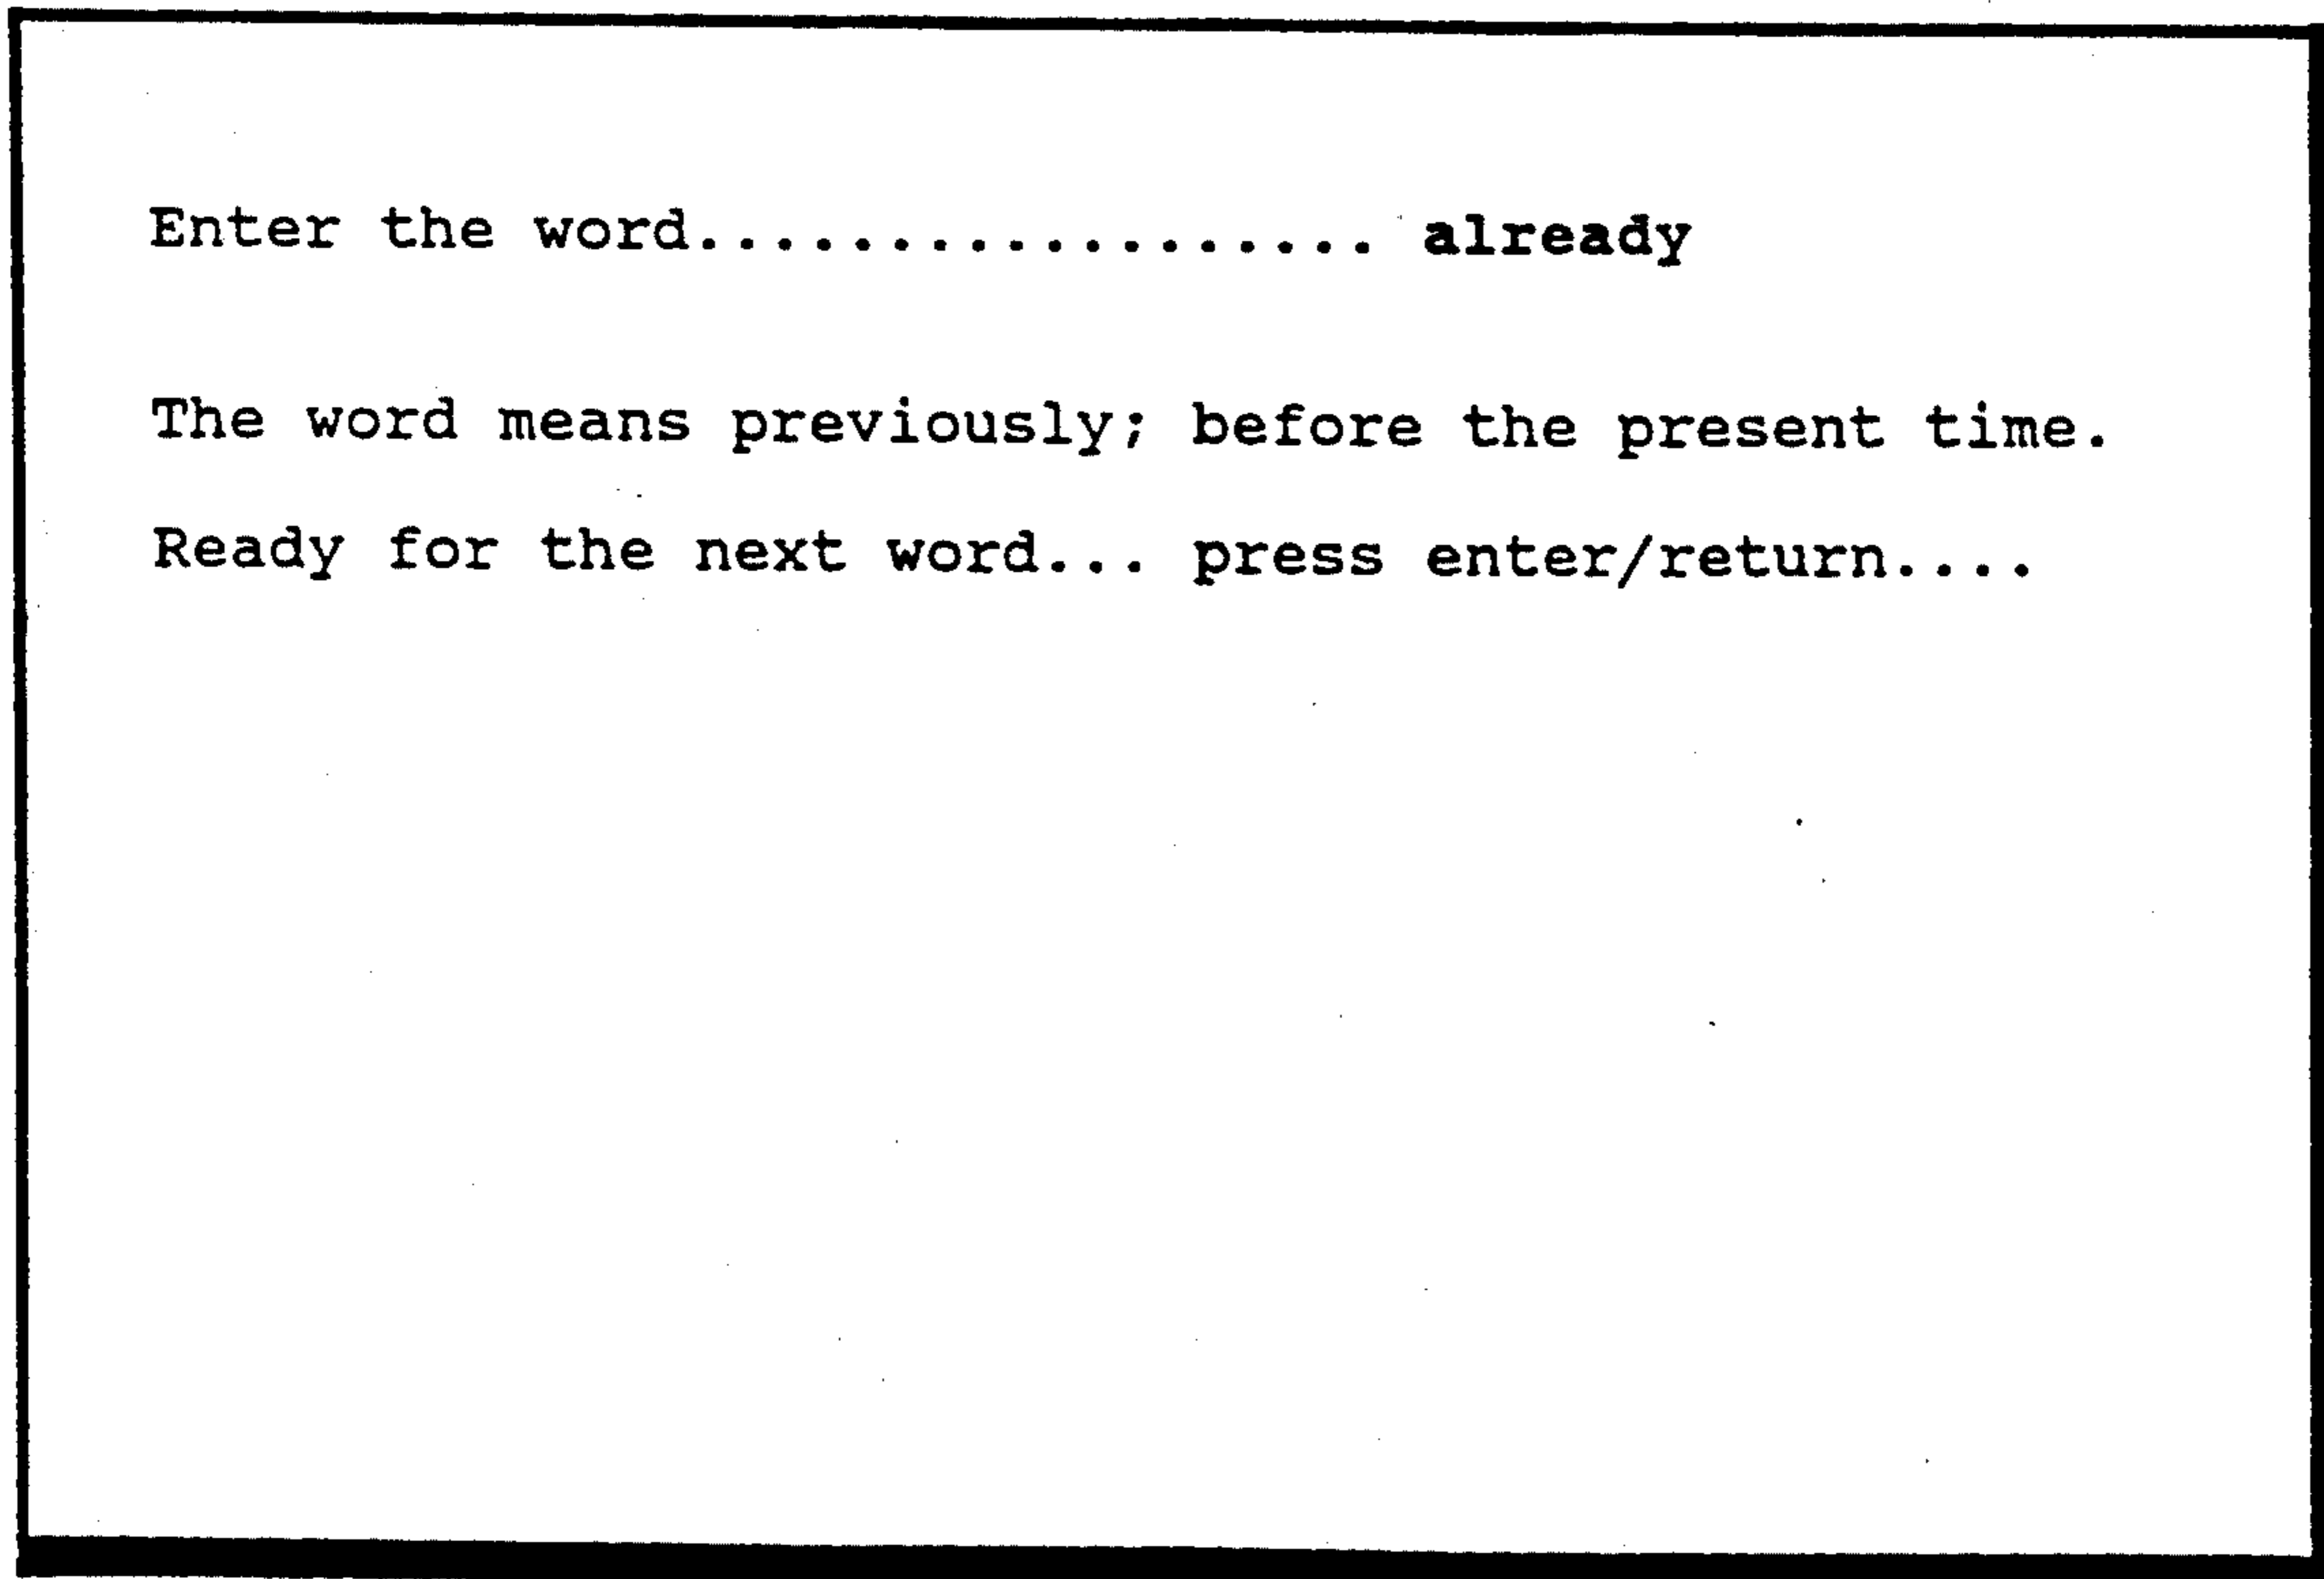 Enter the word.................. already
The word means previously; before the present time.
Ready for the next word... press enter/return....